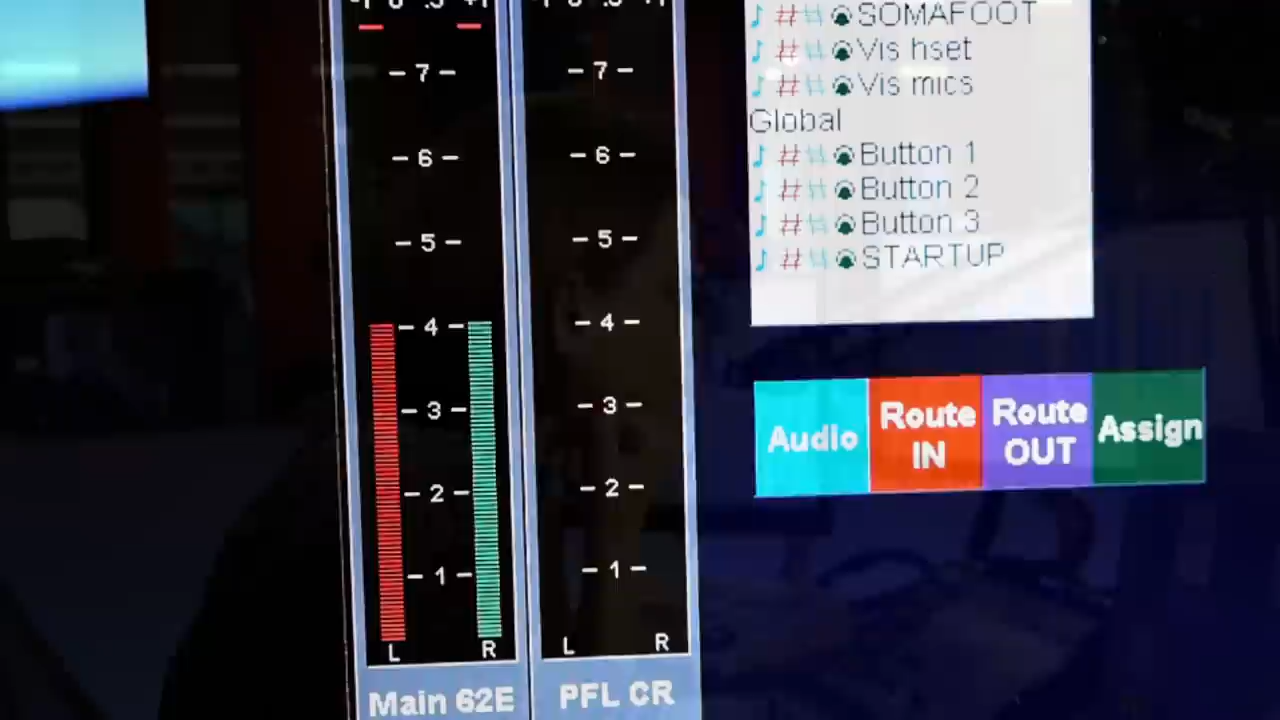 SOMAFOOT
Vis hset
Vis mics
Global
Button 1
Button 2
Button 3
STARTUP
7
6
5
4
3
2
1
L R
Main 62E
7
6
5
4
3
2
1
L R
PFL CR
Audio
Route IN
Route OUT
Assign